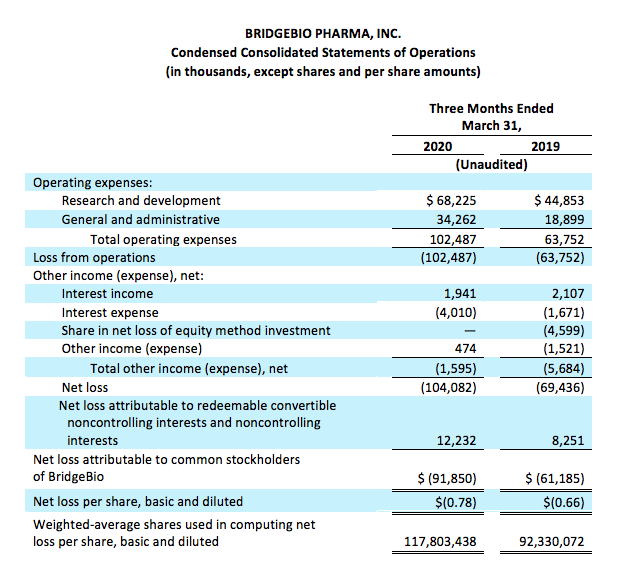 BRIDGEBIO PHARMA, INC.
Condensed Consolidated Statements of Operations
(in thousands, except shares and per share amounts)
Three Months Ended
March 31,
2020 2019
(Unaudited)
Operating expenses:
Research and development $ 68,225 $ 44,853
General and administrative 34,262 18,899
Total operating expenses 102,487 63,752
Loss from operations (102,487) (63,752)
Other income (expense), net:
Interest income 1,941 2,107
Interest expense (4,010) (1,671)
Share in net loss of equity method investment — (4,599)
Other income (expense) 474 (1,521)
Total other income (expense), net (1,595) (5,684)
Net loss (104,082) (69,436)
Net loss attributable to redeemable convertible
noncontrolling interests and noncontrolling
interests 12,232 8,251
Net loss attributable to common stockholders
of BridgeBio $ (91,850) $ (61,185)
Net loss per share, basic and diluted $(0.78) $(0.66)
Weighted-average shares used in computing net
loss per share, basic and diluted 117,803,438 92,330,072